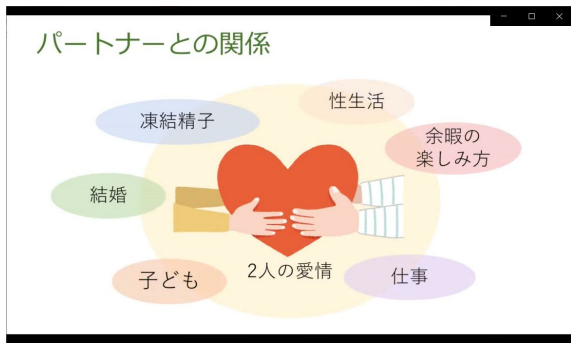 パートナーとの関係
性生活
凍結精子
余暇の
楽しみ方
結婚
2人の愛情
子ども
仕事